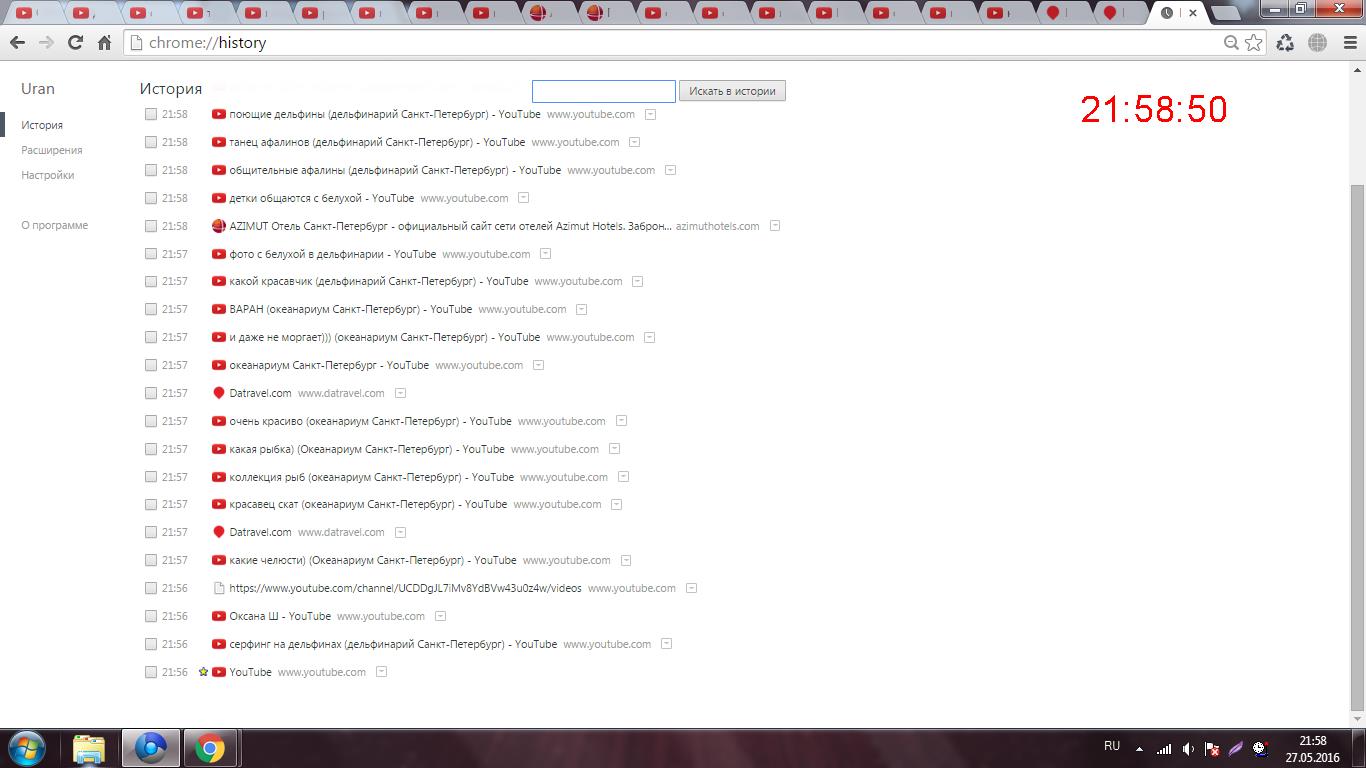 chrome://history
Uran
История
Искать в истории
21:58:50
История
Расширения
Настройки
О программе
21:58 поющие дельфины (дельфинарий Санкт-Петербург) - YouTube www.youtube.com
21:58 танец афалинов (дельфинарий Санкт-Петербург) - YouTube www.youtube.com
21:58 общительные афалины (дельфинарий Санкт-Петербург) - YouTube www.youtube.com
21:58 детки общаются с белухой - YouTube www.youtube.com
21:58 AZIMUT Отель Санкт-Петербург - официальный сайт сети отелей Azimut Hotels. Заброн... azimuthotels.com
21:57 фото с белухой в дельфинарии - YouTube www.youtube.com
21:57 какой красавчик (дельфинарий Санкт-Петербург) - YouTube www.youtube.com
21:57 ВАРАН (океанариум Санкт-Петербург) - YouTube www.youtube.com
21:57 и даже не моргает))) (океанариум Санкт-Петербург) - YouTube www.youtube.com
21:57 океанариум Санкт-Петербург - YouTube www.youtube.com
21:57 Datravel.com www.datravel.com
21:57 очень красиво (океанариум Санкт-Петербург) - YouTube www.youtube.com
21:57 какая рыбка) (Океанариум Санкт-Петербург) - YouTube www.youtube.com
21:57 коллекция рыб (океанариум Санкт-Петербург) - YouTube www.youtube.com
21:57 красавец скат (океанариум Санкт-Петербург) - YouTube www.youtube.com
21:57 Datravel.com www.datravel.com
21:57 какие челюсти) (Океанариум Санкт-Петербург) - YouTube www.youtube.com
21:56 https://www.youtube.com/channel/UCDDgJL7iMv8YdBVw43u0z4w/videos www.youtube.com
21:56 Оксана Ш - YouTube www.youtube.com
21:56 серфинг на дельфинах (дельфинарий Санкт-Петербург) - YouTube www.youtube.com
21:56 YouTube www.youtube.com
RU
21:58
27.05.2016